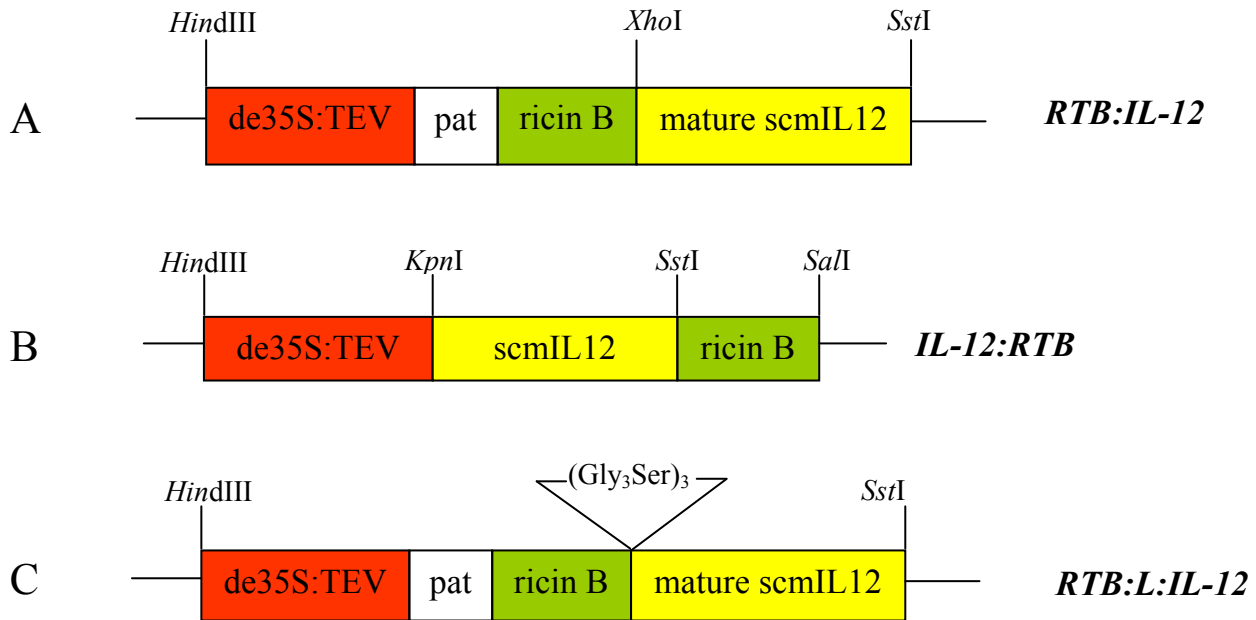 HindIII XhoI SstI
A de35S:TEV pat ricin B mature scmIL12 RTB:IL-12
HindIII KpnI SstI SalI
B de35S:TEV scmIL12 ricin B IL-12:RTB
(Gly₃Ser)₃
HindIII SstI
C de35S:TEV pat ricin B mature scmIL12 RTB:L:IL-12